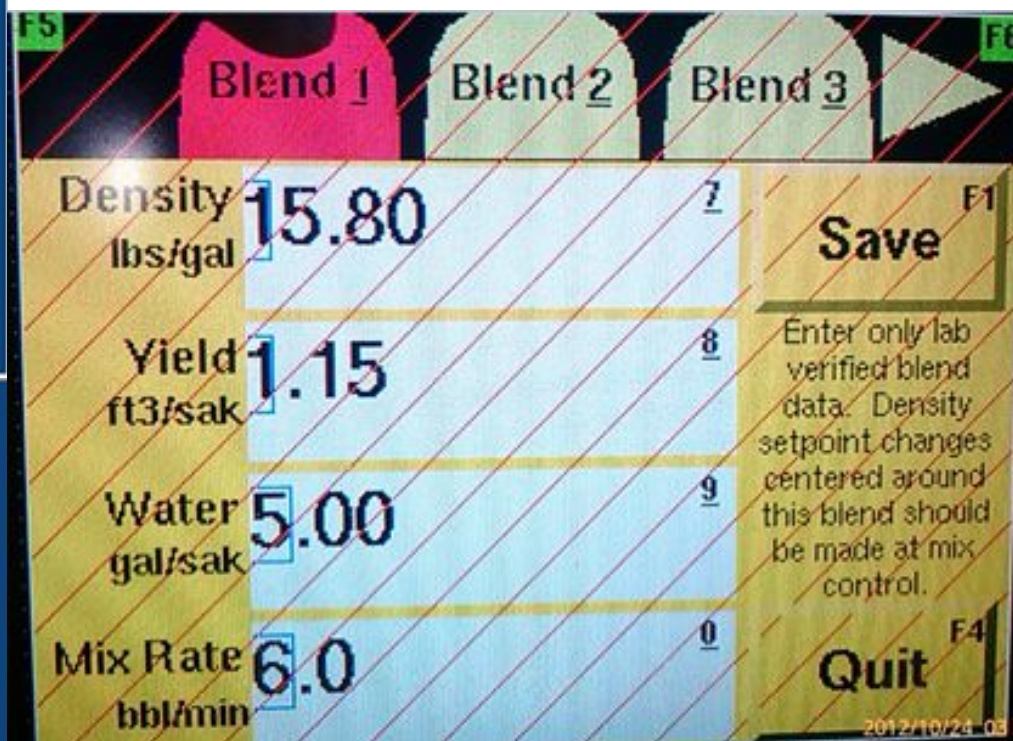 F5
F6
Blend 1
Blend 2
Blend 3
Density
lbs/gal
15.80
7
F1
Save
Yield
ft3/sak
1.15
8
Enter only lab
verified blend
data. Density
setpoint changes
centered around
this blend should
be made at mix
control.
Water
gal/sak
5.00
9
Mix Rate
bbl/min
6.0
0
F4
Quit
2012/10/24 03